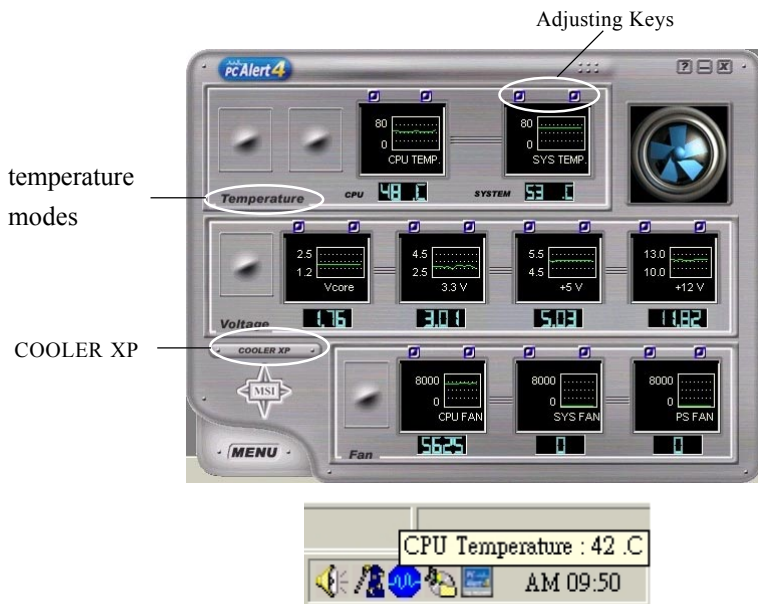 Adjusting Keys
PC Alert 4
? X
80 80
0 0
CPU TEMP. SYS TEMP.
temperature
modes
Temperature CPU 48 .C SYSTEM 53 .C
2.5 4.5 5.5 13.0
1.2 2.5 4.5 10.0
Vcore 3.3 V +5 V +12 V
Voltage 1.76 3.01 5.03 11.82
COOLER XP
COOLER XP
MSI
8000 8000 8000
0 0 0
CPU FAN SYS FAN PS FAN
MENU
Fan 5625 0 0
CPU Temperature : 42 .C
AM 09:50